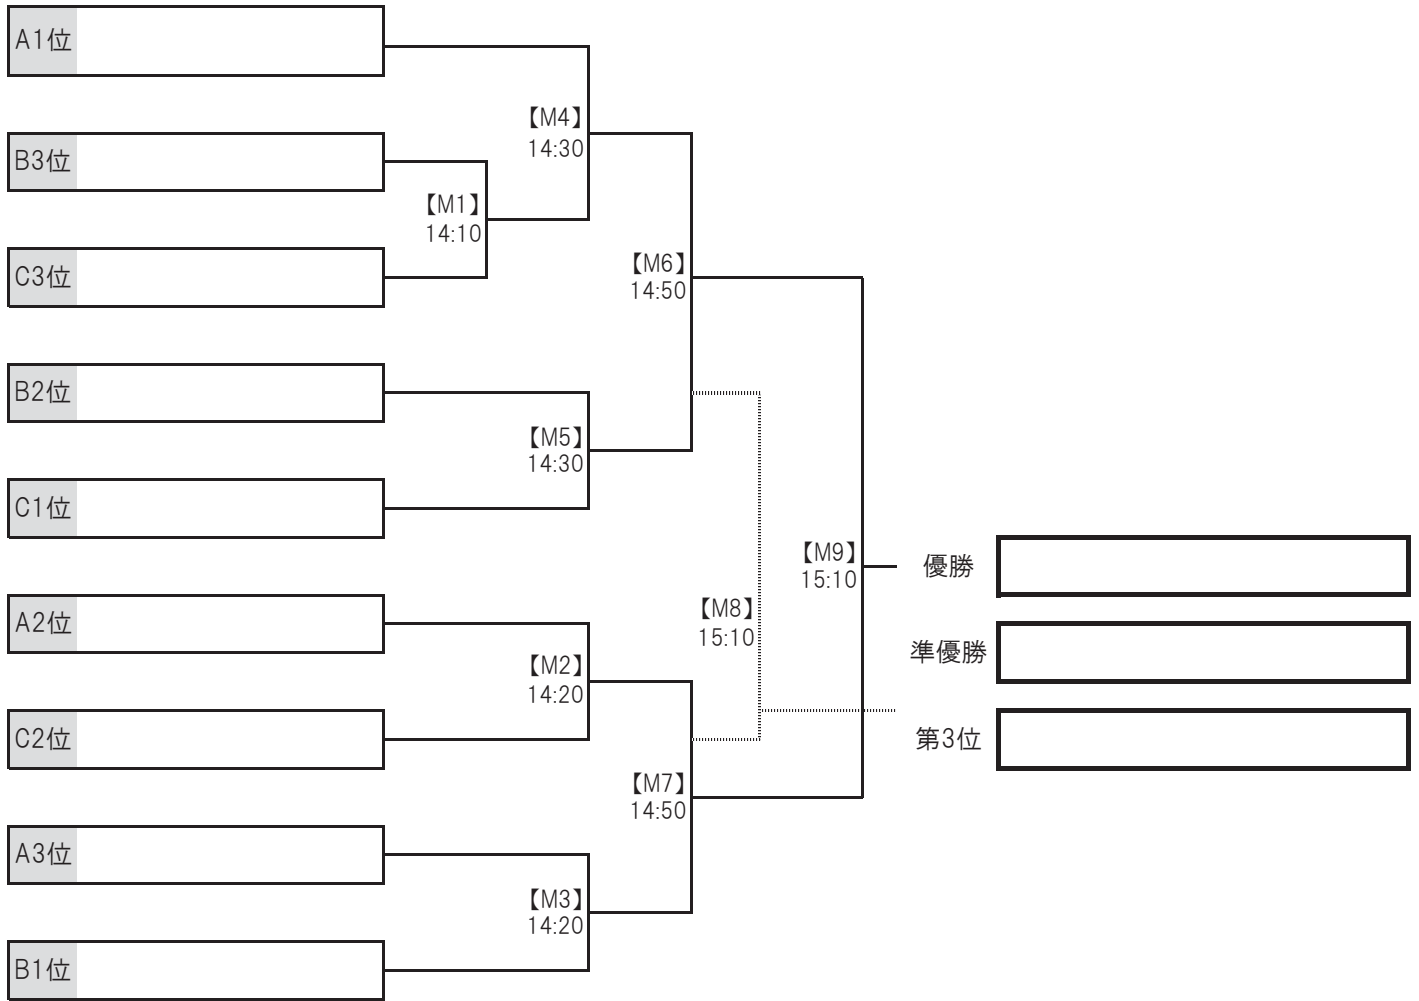 A1位
【M4】
14:30
B3位
【M1】
14:10
C3位
【M6】
14:50
B2位
【M5】
14:30
C1位
【M9】
15:10
優勝
【M8】
15:10
準優勝
A2位
【M2】
14:20
C2位
第3位
【M7】
14:50
A3位
【M3】
14:20
B1位